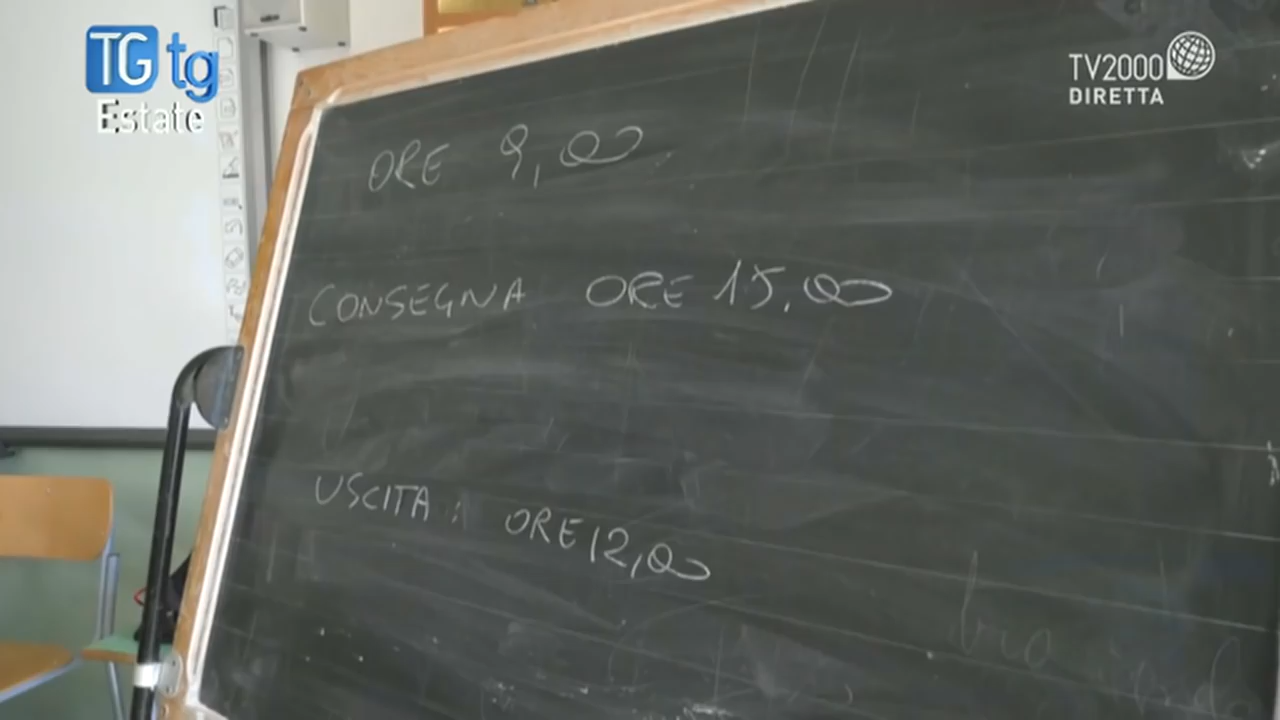 TG tg
Estate
TV2000
DIRETTA
ORE 9,00
CONSEGNA ORE 15,00
USCITA : ORE 12,00